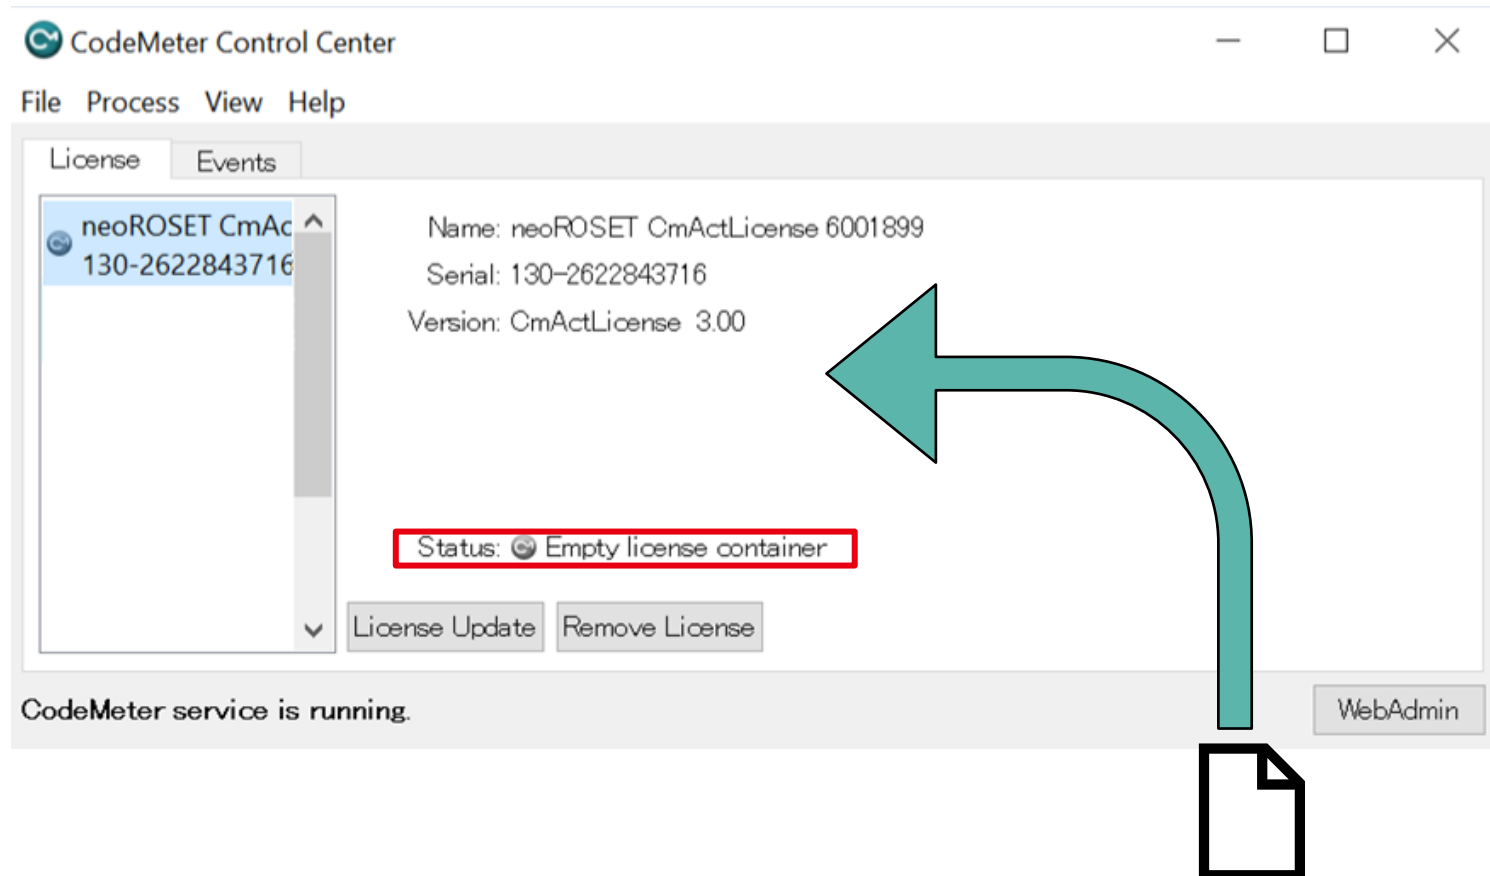 CodeMeter Control Center
File Process View Help
License Events
neoROSET CmAc
130-2622843716
Name: neoROSET CmActLicense 6001899
Serial: 130-2622843716
Version: CmActLicense 3.00
Status: Empty license container
License Update Remove License
CodeMeter service is running.
WebAdmin